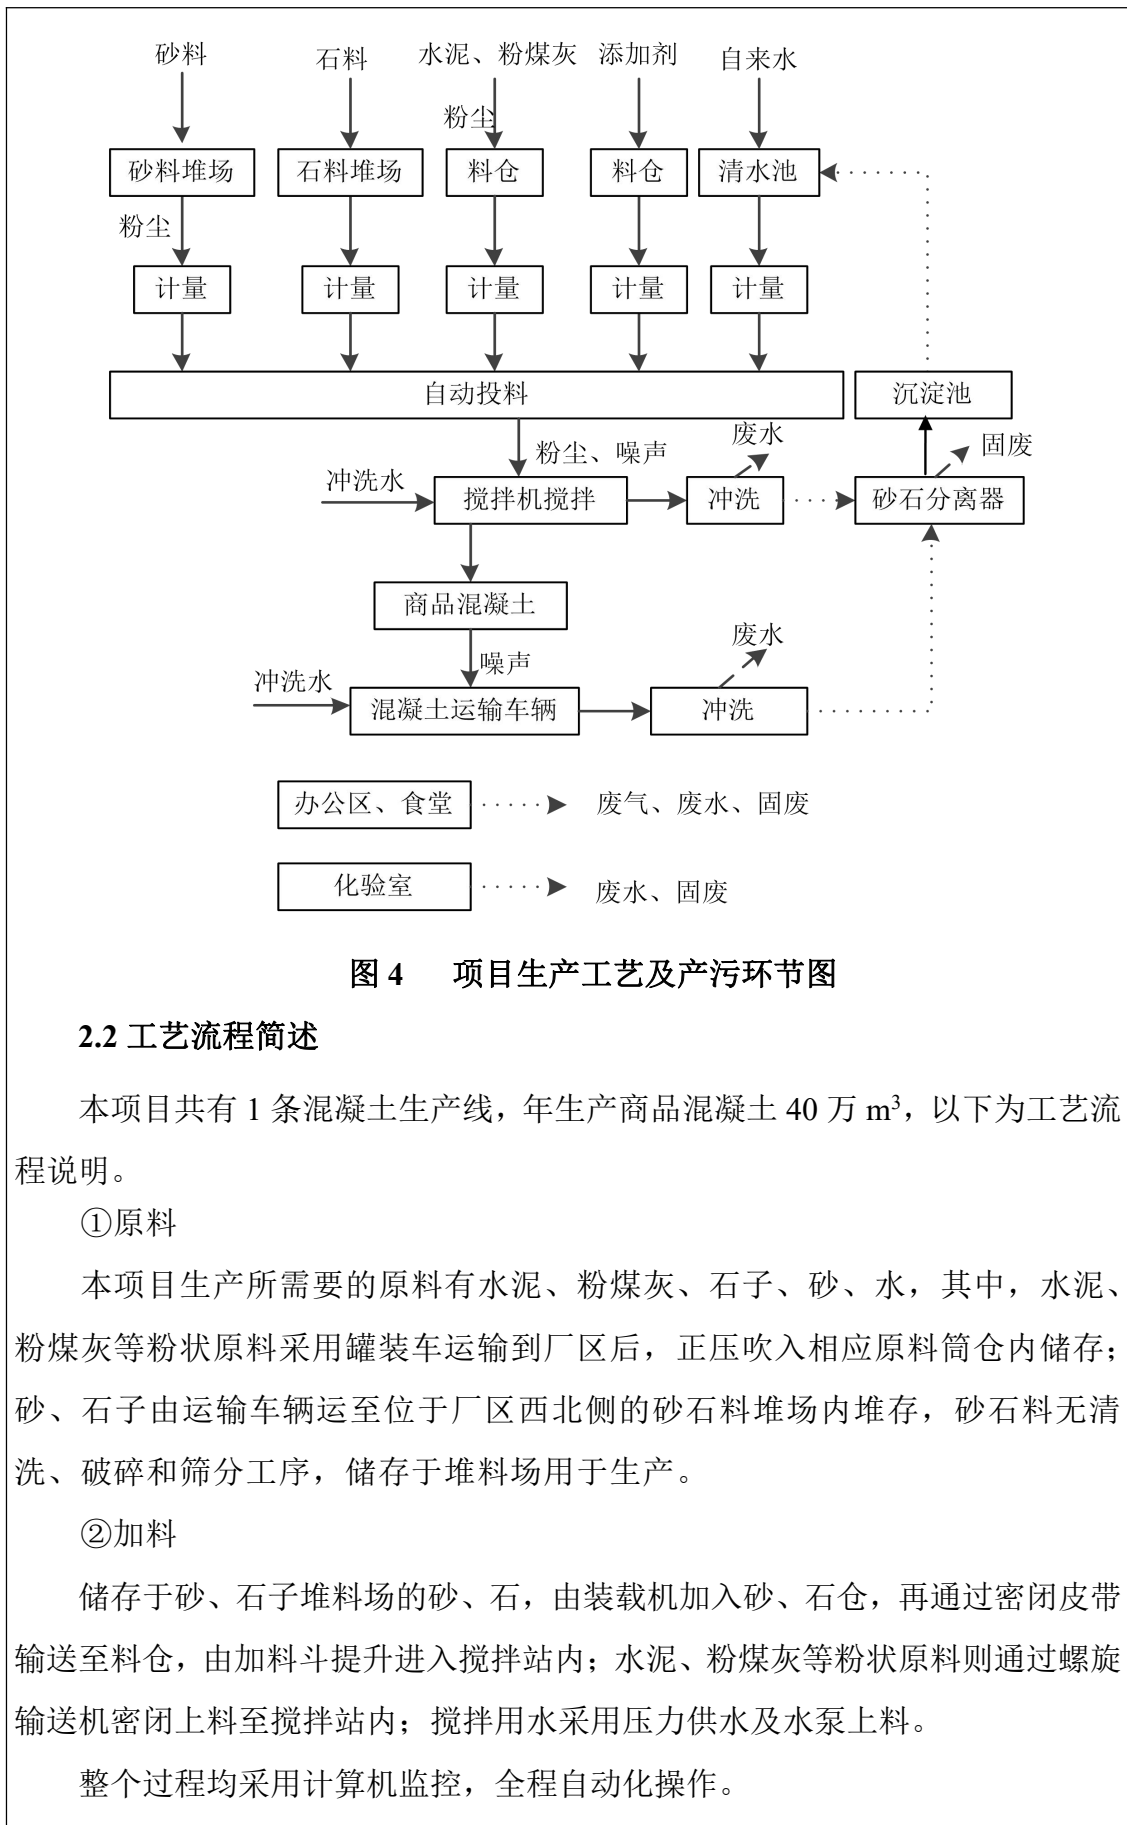 砂料 石料 水泥、粉煤灰 添加剂 自来水
粉尘
砂料堆场 石料堆场 料仓 料仓 清水池
粉尘
计量 计量 计量 计量 计量
自动投料 沉淀池
粉尘、噪声 废水 固废
冲洗水 搅拌机搅拌 冲洗 砂石分离器
商品混凝土
噪声 废水
冲洗水 混凝土运输车辆 冲洗
办公区、食堂 废气、废水、固废
化验室 废水、固废
图 4 项目生产工艺及产污环节图
2.2 工艺流程简述
本项目共有 1 条混凝土生产线，年生产商品混凝土 40 万 m³，以下为工艺流
程说明。
①原料
本项目生产所需要的原料有水泥、粉煤灰、石子、砂、水，其中，水泥、
粉煤灰等粉状原料采用罐装车运输到厂区后，正压吹入相应原料筒仓内储存；
砂、石子由运输车辆运至位于厂区西北侧的砂石料堆场内堆存，砂石料无清
洗、破碎和筛分工序，储存于堆料场用于生产。
②加料
储存于砂、石子堆料场的砂、石，由装载机加入砂、石仓，再通过密闭皮带
输送至料仓，由加料斗提升进入搅拌站内；水泥、粉煤灰等粉状原料则通过螺旋
输送机密闭上料至搅拌站内；搅拌用水采用压力供水及水泵上料。
整个过程均采用计算机监控，全程自动化操作。